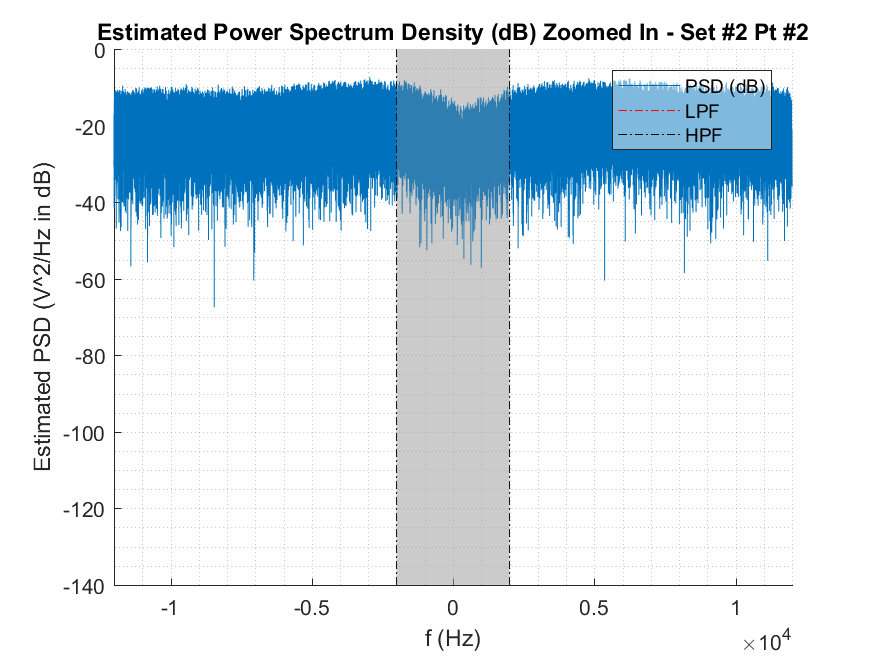 Estimated Power Spectrum Density (dB) Zoomed In - Set #2 Pt #2
Estimated PSD (V^2/Hz in dB)
0
-20
-40
-60
-80
-100
-120
-140
PSD (dB)
LPF
HPF
-1 -0.5 0 0.5 1
×10^4
f (Hz)